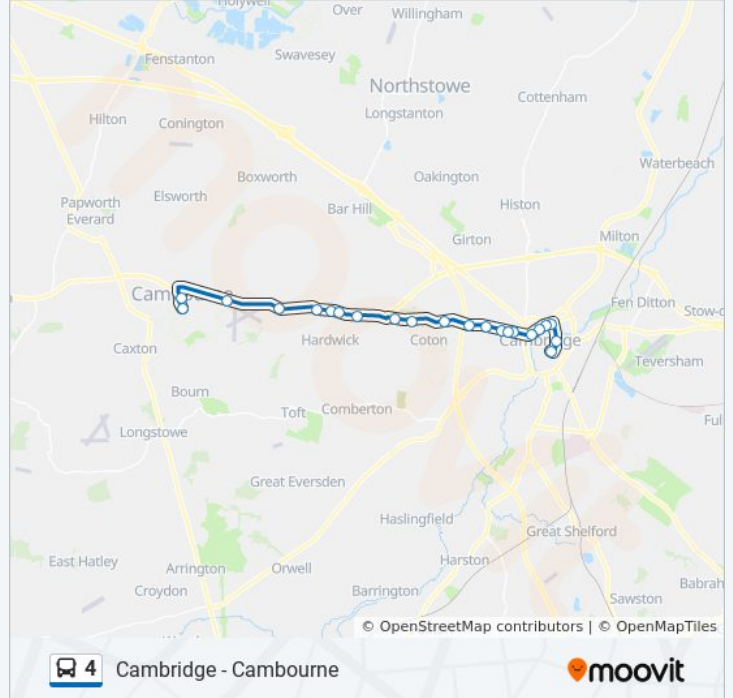 Holywell
Over
Willingham
Fenstanton
Swavesey
Northstowe
Cottenham
Longstanton
Hilton
Conington
Waterbeach
Boxworth
Oakington
Elsworth
Papworth
Everard
Bar Hill
Histon
Girton
Milton
Fen Ditton
Stow-c
Hardwick
Coton
Cambridge
Caxton
Teversham
Bourn
Toft
Comberton
Ful
Longstowe
Great Eversden
Haslingfield
Great Shelford
East Hatley
Arrington
Orwell
Harston
Croydon
Barrington
Babrah
Sawston
© OpenStreetMap contributors | © OpenMapTiles
4 Cambridge - Cambourne
moovit